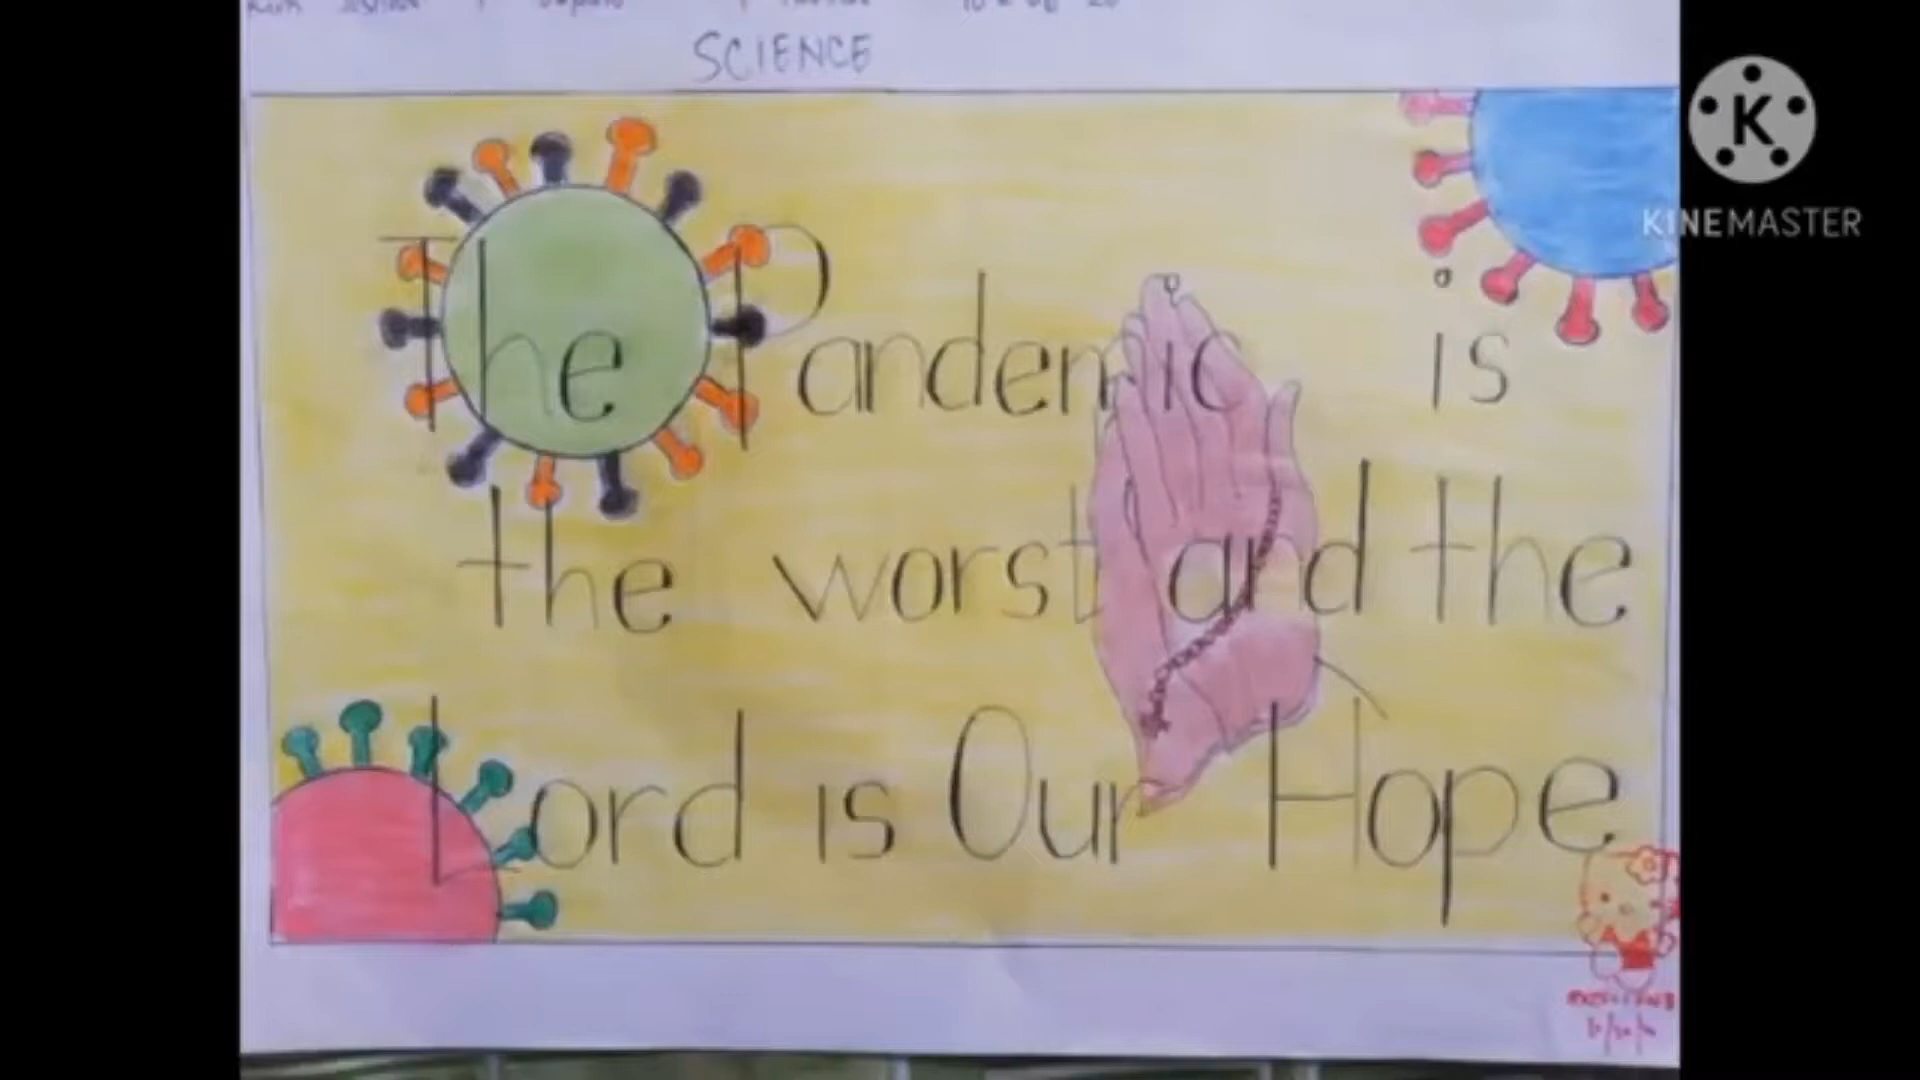 SCIENCE
KINEMASTER
The Pandemic is
the worst and the
Lord is Our Hope